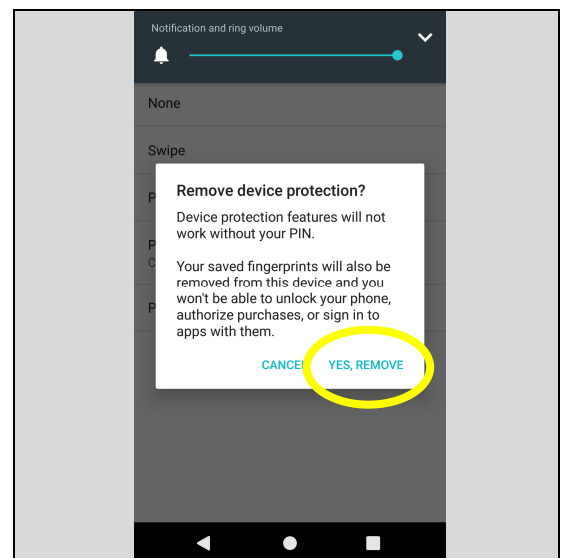 Notification and ring volume
None
Swipe
P
Remove device protection?
Device protection features will not
work without your PIN.
P
C
Your saved fingerprints will also be
removed from this device and you
won't be able to unlock your phone,
P
authorize purchases, or sign in to
apps with them.
CANCEL YES, REMOVE